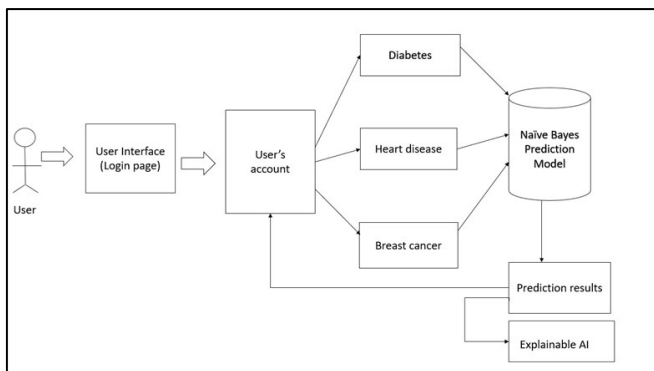 User
User Interface
(Login page)
User's
account
Diabetes
Heart disease
Breast cancer
Naïve Bayes
Prediction
Model
Prediction results
Explainable AI